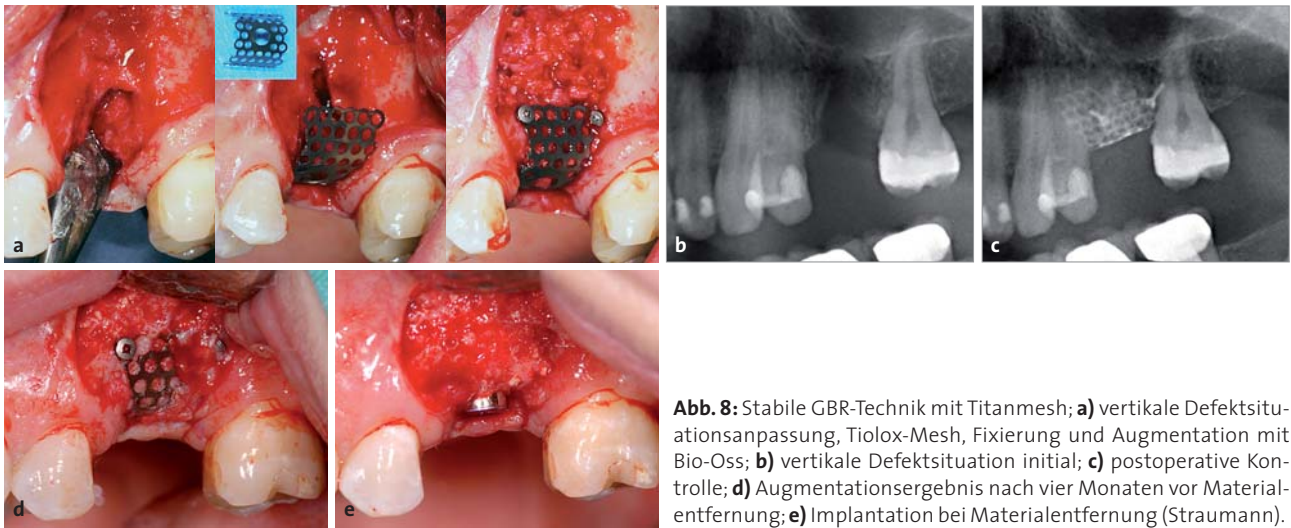 a
b
c
d
e
Abb. 8: Stabile GBR-Technik mit Titanmesh; a) vertikale Defektsitu-
ationsanpassung, Tiolox-Mesh, Fixierung und Augmentation mit
Bio-Oss; b) vertikale Defektsituation initial; c) postoperative Kon-
trolle; d) Augmentationsergebnis nach vier Monaten vor Material-
entfernung; e) Implantation bei Materialentfernung (Straumann).